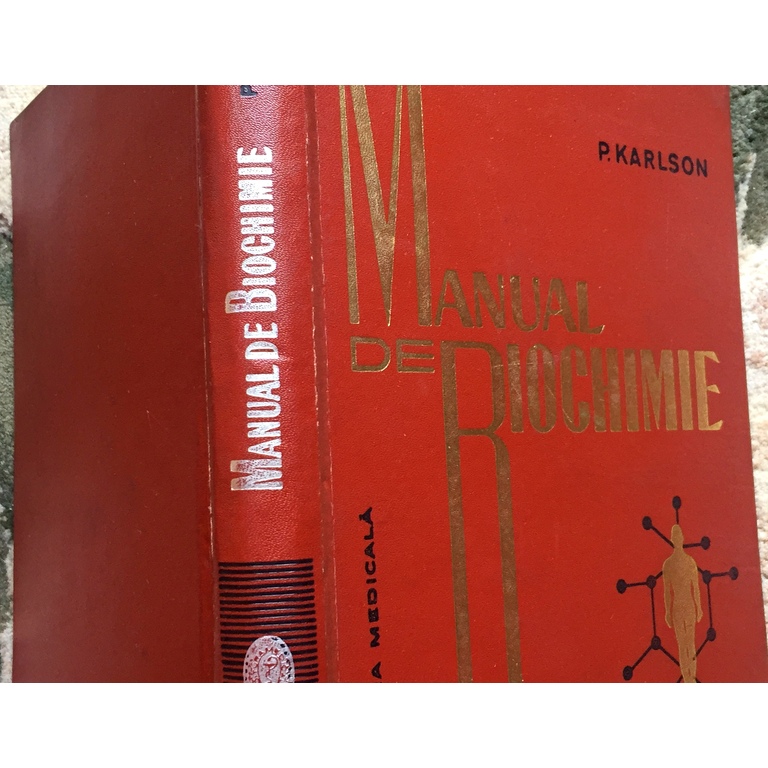 MANUAL DE BIOCHIMIE
P. KARLSON
MANUAL
DE BIOCHIMIE
A MEDICALĂ